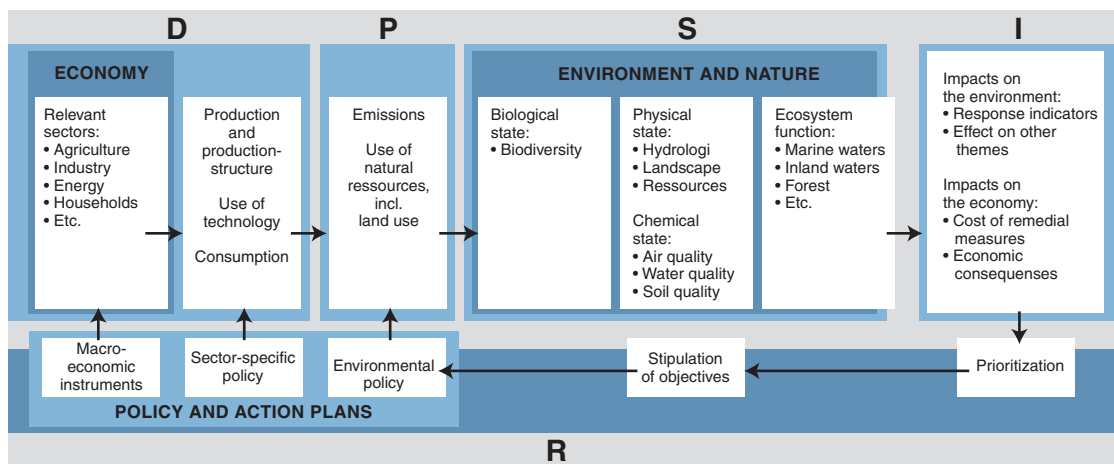 D
P
S
I
ECONOMY
Relevant
sectors:
• Agriculture
• Industry
• Energy
• Households
• Etc.
Production
and
production-
structure
Use of
technology
Consumption
Emissions
Use of
natural
ressources,
incl.
land use
ENVIRONMENT AND NATURE
Biological
state:
• Biodiversity
Physical
state:
• Hydrologi
• Landscape
• Ressources
Chemical
state:
• Air quality
• Water quality
• Soil quality
Ecosystem
function:
• Marine waters
• Inland waters
• Forest
• Etc.
Impacts on
the environment:
• Response indicators
• Effect on other
themes
Impacts on
the economy:
• Cost of remedial
measures
• Economic
consequenses
Macro-
economic
instruments
Sector-specific
policy
Environmental
policy
Stipulation
of objectives
Prioritization
POLICY AND ACTION PLANS
R